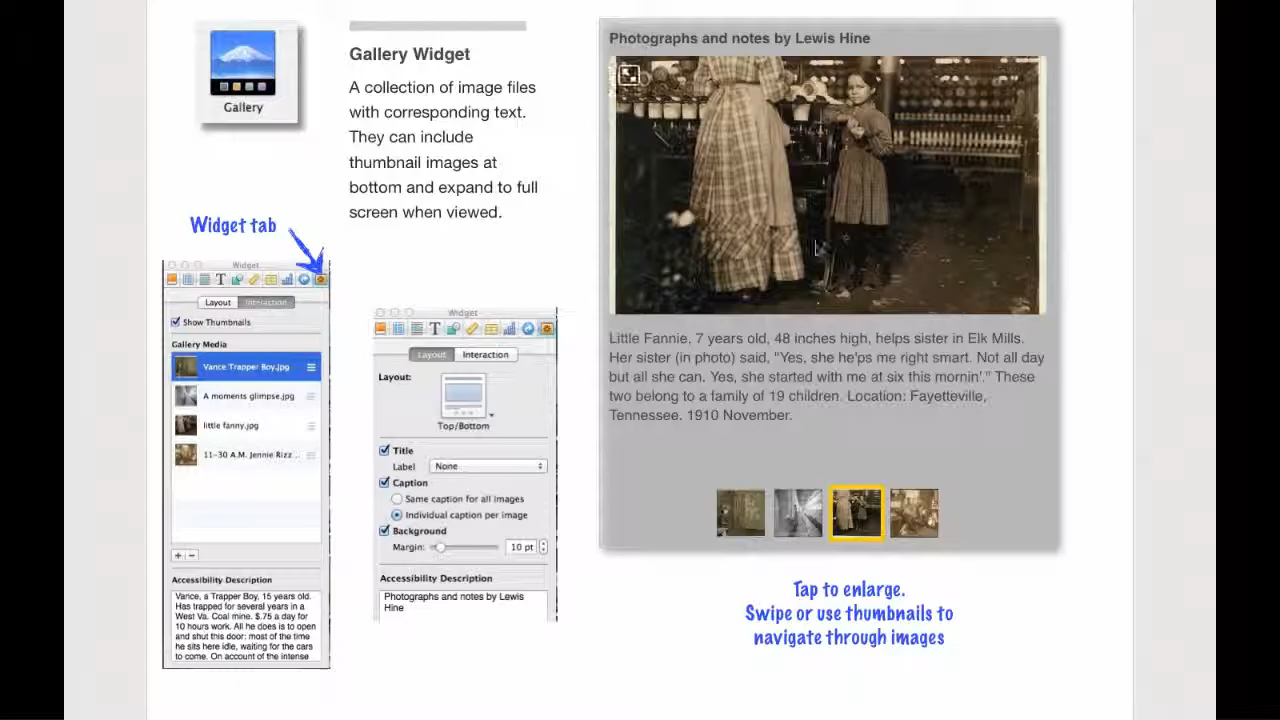 Gallery
Gallery Widget
A collection of image files
with corresponding text.
They can include
thumbnail images at
bottom and expand to full
screen when viewed.
Widget tab
Widget
T
Layout
Interaction
Show Thumbnails
Gallery Media
Vance Trapper Boy.jpg
A moments glimpse.jpg
little fanny.jpg
11-30 A.M. Jennie Rizz ...
+ −
Accessibility Description
Vance, a Trapper Boy, 15 years old.
Has trapped for several years in a
West Va. Coal mine. $.75 a day for
10 hours work. All he does is to open
and shut this door: most of the time
he sits here idle, waiting for the cars
to come. On account of the intense
Widget
T
Layout
Interaction
Layout:
Top/Bottom
Title
Label None
Caption
Same caption for all images
Individual caption per image
Background
Margin: 10 pt
Accessibility Description
Photographs and notes by Lewis
Hine
Photographs and notes by Lewis Hine
Little Fannie, 7 years old, 48 inches high, helps sister in Elk Mills.
Her sister (in photo) said, "Yes, she he'ps me right smart. Not all day
but all she can. Yes, she started with me at six this mornin'." These
two belong to a family of 19 children. Location: Fayetteville,
Tennessee. 1910 November.
Tap to enlarge.
Swipe or use thumbnails to
navigate through images